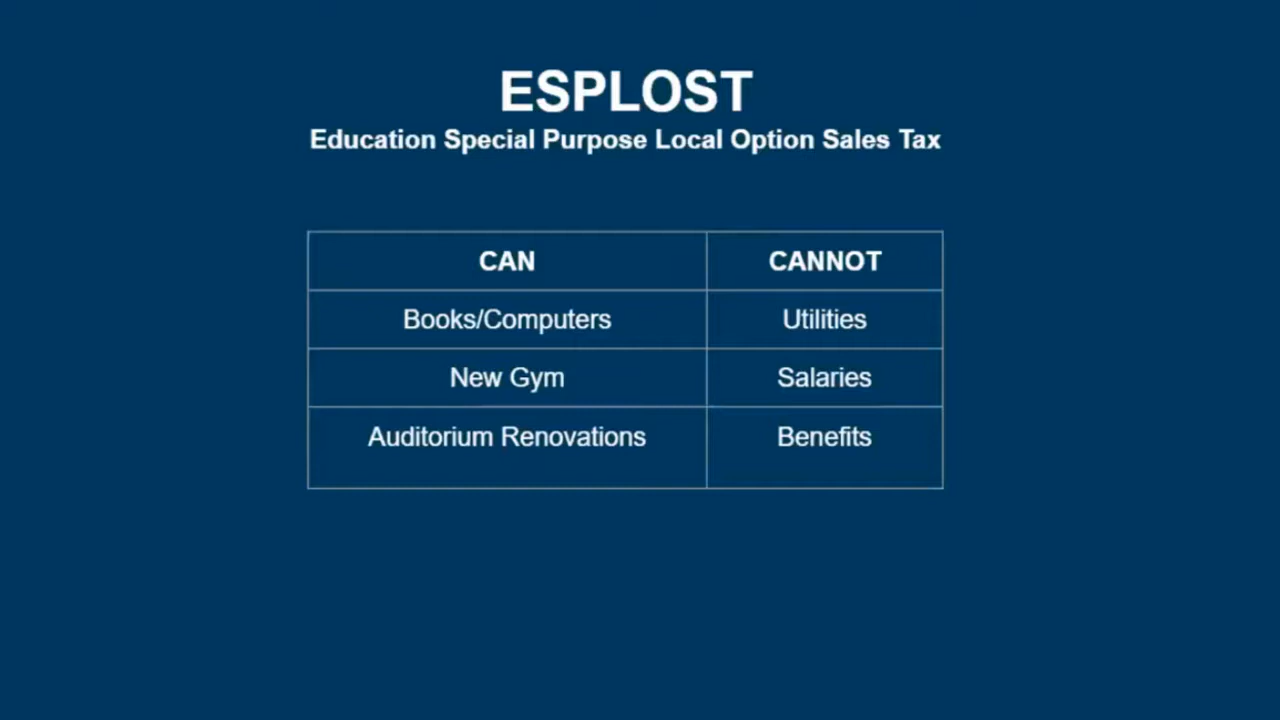 ESPLOST
Education Special Purpose Local Option Sales Tax
CAN CANNOT
Books/Computers Utilities
New Gym Salaries
Auditorium Renovations Benefits